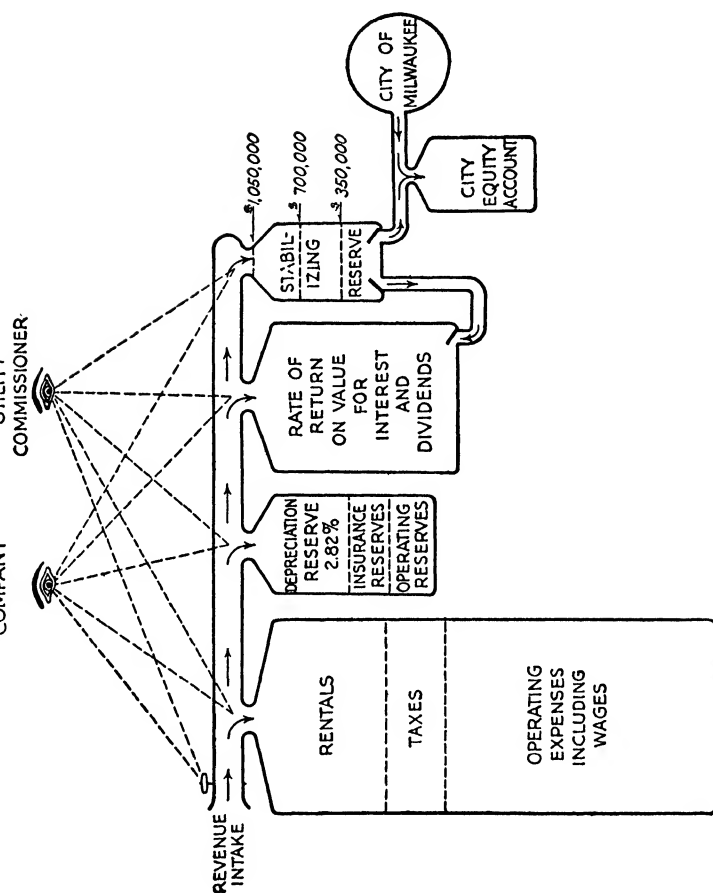 COMPANY
UTILITY
COMMISSIONER
REVENUE
INTAKE
RENTALS
TAXES
OPERATING
EXPENSES
INCLUDING
WAGES
DEPRECIATION
RESERVE
2.82%
INSURANCE
RESERVES
OPERATING
RESERVES
RATE OF
RETURN
ON VALUE
FOR
INTEREST
AND
DIVIDENDS
$1,050,000
$700,000
$350,000
STABIL-
IZING
RESERVE
CITY OF
MILWAUKEE
CITY
EQUITY
ACCOUNT